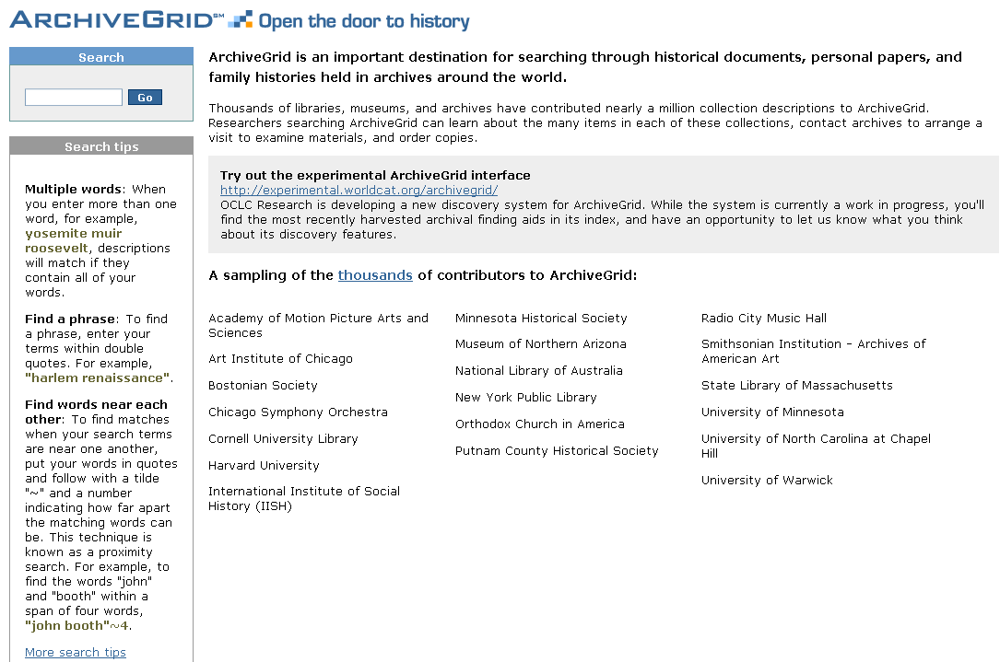 ARCHIVEGRID℠ Open the door to history
Search
Go
Search tips
Multiple words: When
you enter more than one
word, for example,
yosemite muir
roosevelt, descriptions
will match if they
contain all of your
words.
Find a phrase: To find
a phrase, enter your
terms within double
quotes. For example,
"harlem renaissance".
Find words near each
other: To find matches
when your search terms
are near one another,
put your words in quotes
and follow with a tilde
"~" and a number
indicating how far apart
the matching words can
be. This technique is
known as a proximity
search. For example, to
find the words "john"
and "booth" within a
span of four words,
"john booth"~4.
More search tips
ArchiveGrid is an important destination for searching through historical documents, personal papers, and
family histories held in archives around the world.
Thousands of libraries, museums, and archives have contributed nearly a million collection descriptions to ArchiveGrid.
Researchers searching ArchiveGrid can learn about the many items in each of these collections, contact archives to arrange a
visit to examine materials, and order copies.
Try out the experimental ArchiveGrid interface
http://experimental.worldcat.org/archivegrid/
OCLC Research is developing a new discovery system for ArchiveGrid. While the system is currently a work in progress, you'll
find the most recently harvested archival finding aids in its index, and have an opportunity to let us know what you think
about its discovery features.
A sampling of the thousands of contributors to ArchiveGrid:
Academy of Motion Picture Arts and
Sciences
Art Institute of Chicago
Bostonian Society
Chicago Symphony Orchestra
Cornell University Library
Harvard University
International Institute of Social
History (IISH)
Minnesota Historical Society
Museum of Northern Arizona
National Library of Australia
New York Public Library
Orthodox Church in America
Putnam County Historical Society
Radio City Music Hall
Smithsonian Institution - Archives of
American Art
State Library of Massachusetts
University of Minnesota
University of North Carolina at Chapel
Hill
University of Warwick